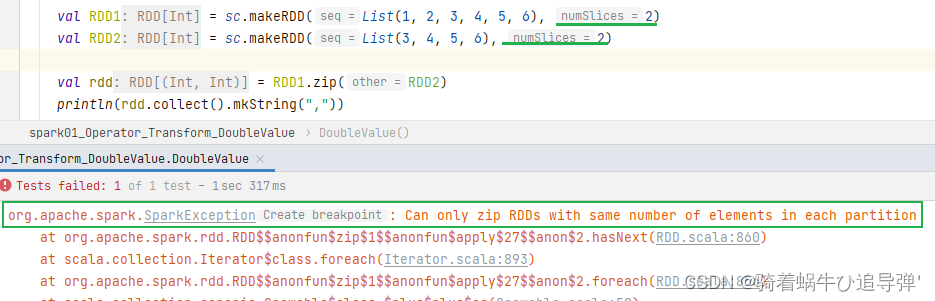 val RDD1: RDD[Int] = sc.makeRDD( seq = List(1, 2, 3, 4, 5, 6), numSlices = 2)
val RDD2: RDD[Int] = sc.makeRDD( seq = List(3, 4, 5, 6), numSlices = 2)
val rdd: RDD[(Int, Int)] = RDD1.zip( other = RDD2)
println(rdd.collect().mkString(","))
spark01_Operator_Transform_DoubleValue › DoubleValue()
or_Transform_DoubleValue.DoubleValue ×
Tests failed: 1 of 1 test – 1 sec 317 ms
org.apache.spark.SparkException Create breakpoint : Can only zip RDDs with same number of elements in each partition
at org.apache.spark.rdd.RDD$$anonfun$zip$1$$anonfun$apply$27$$anon$2.hasNext(RDD.scala:860)
at scala.collection.Iterator$class.foreach(Iterator.scala:893)
at org.apache.spark.rdd.RDD$$anonfun$zip$1$$anonfun$apply$27$$anon$2.foreach(RDD.scala
CSDN @骑着蜗牛ひ追导弹'